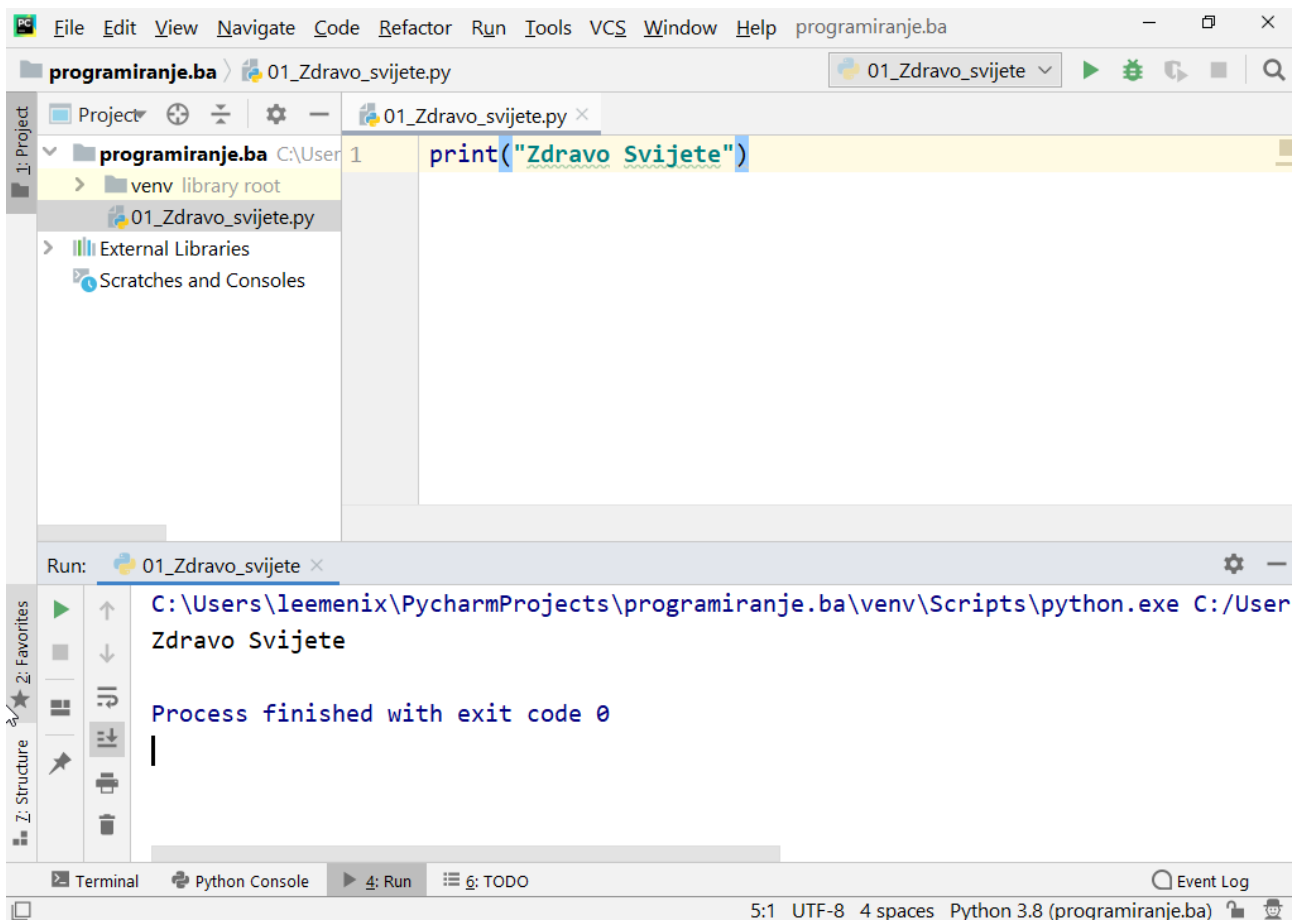 File Edit View Navigate Code Refactor Run Tools VCS Window Help programiranje.ba
programiranje.ba 01_Zdravo_svijete.py 01_Zdravo_svijete
1: Project
Project
01_Zdravo_svijete.py
programiranje.ba C:\User
venv library root
01_Zdravo_svijete.py
External Libraries
Scratches and Consoles
1 print("Zdravo Svijete")
Run: 01_Zdravo_svijete
C:\Users\leemenix\PycharmProjects\programiranje.ba\venv\Scripts\python.exe C:/User
Zdravo Svijete
Process finished with exit code 0
2: Favorites
Z: Structure
Terminal Python Console 4: Run 6: TODO Event Log
5:1 UTF-8 4 spaces Python 3.8 (programiranje.ba)